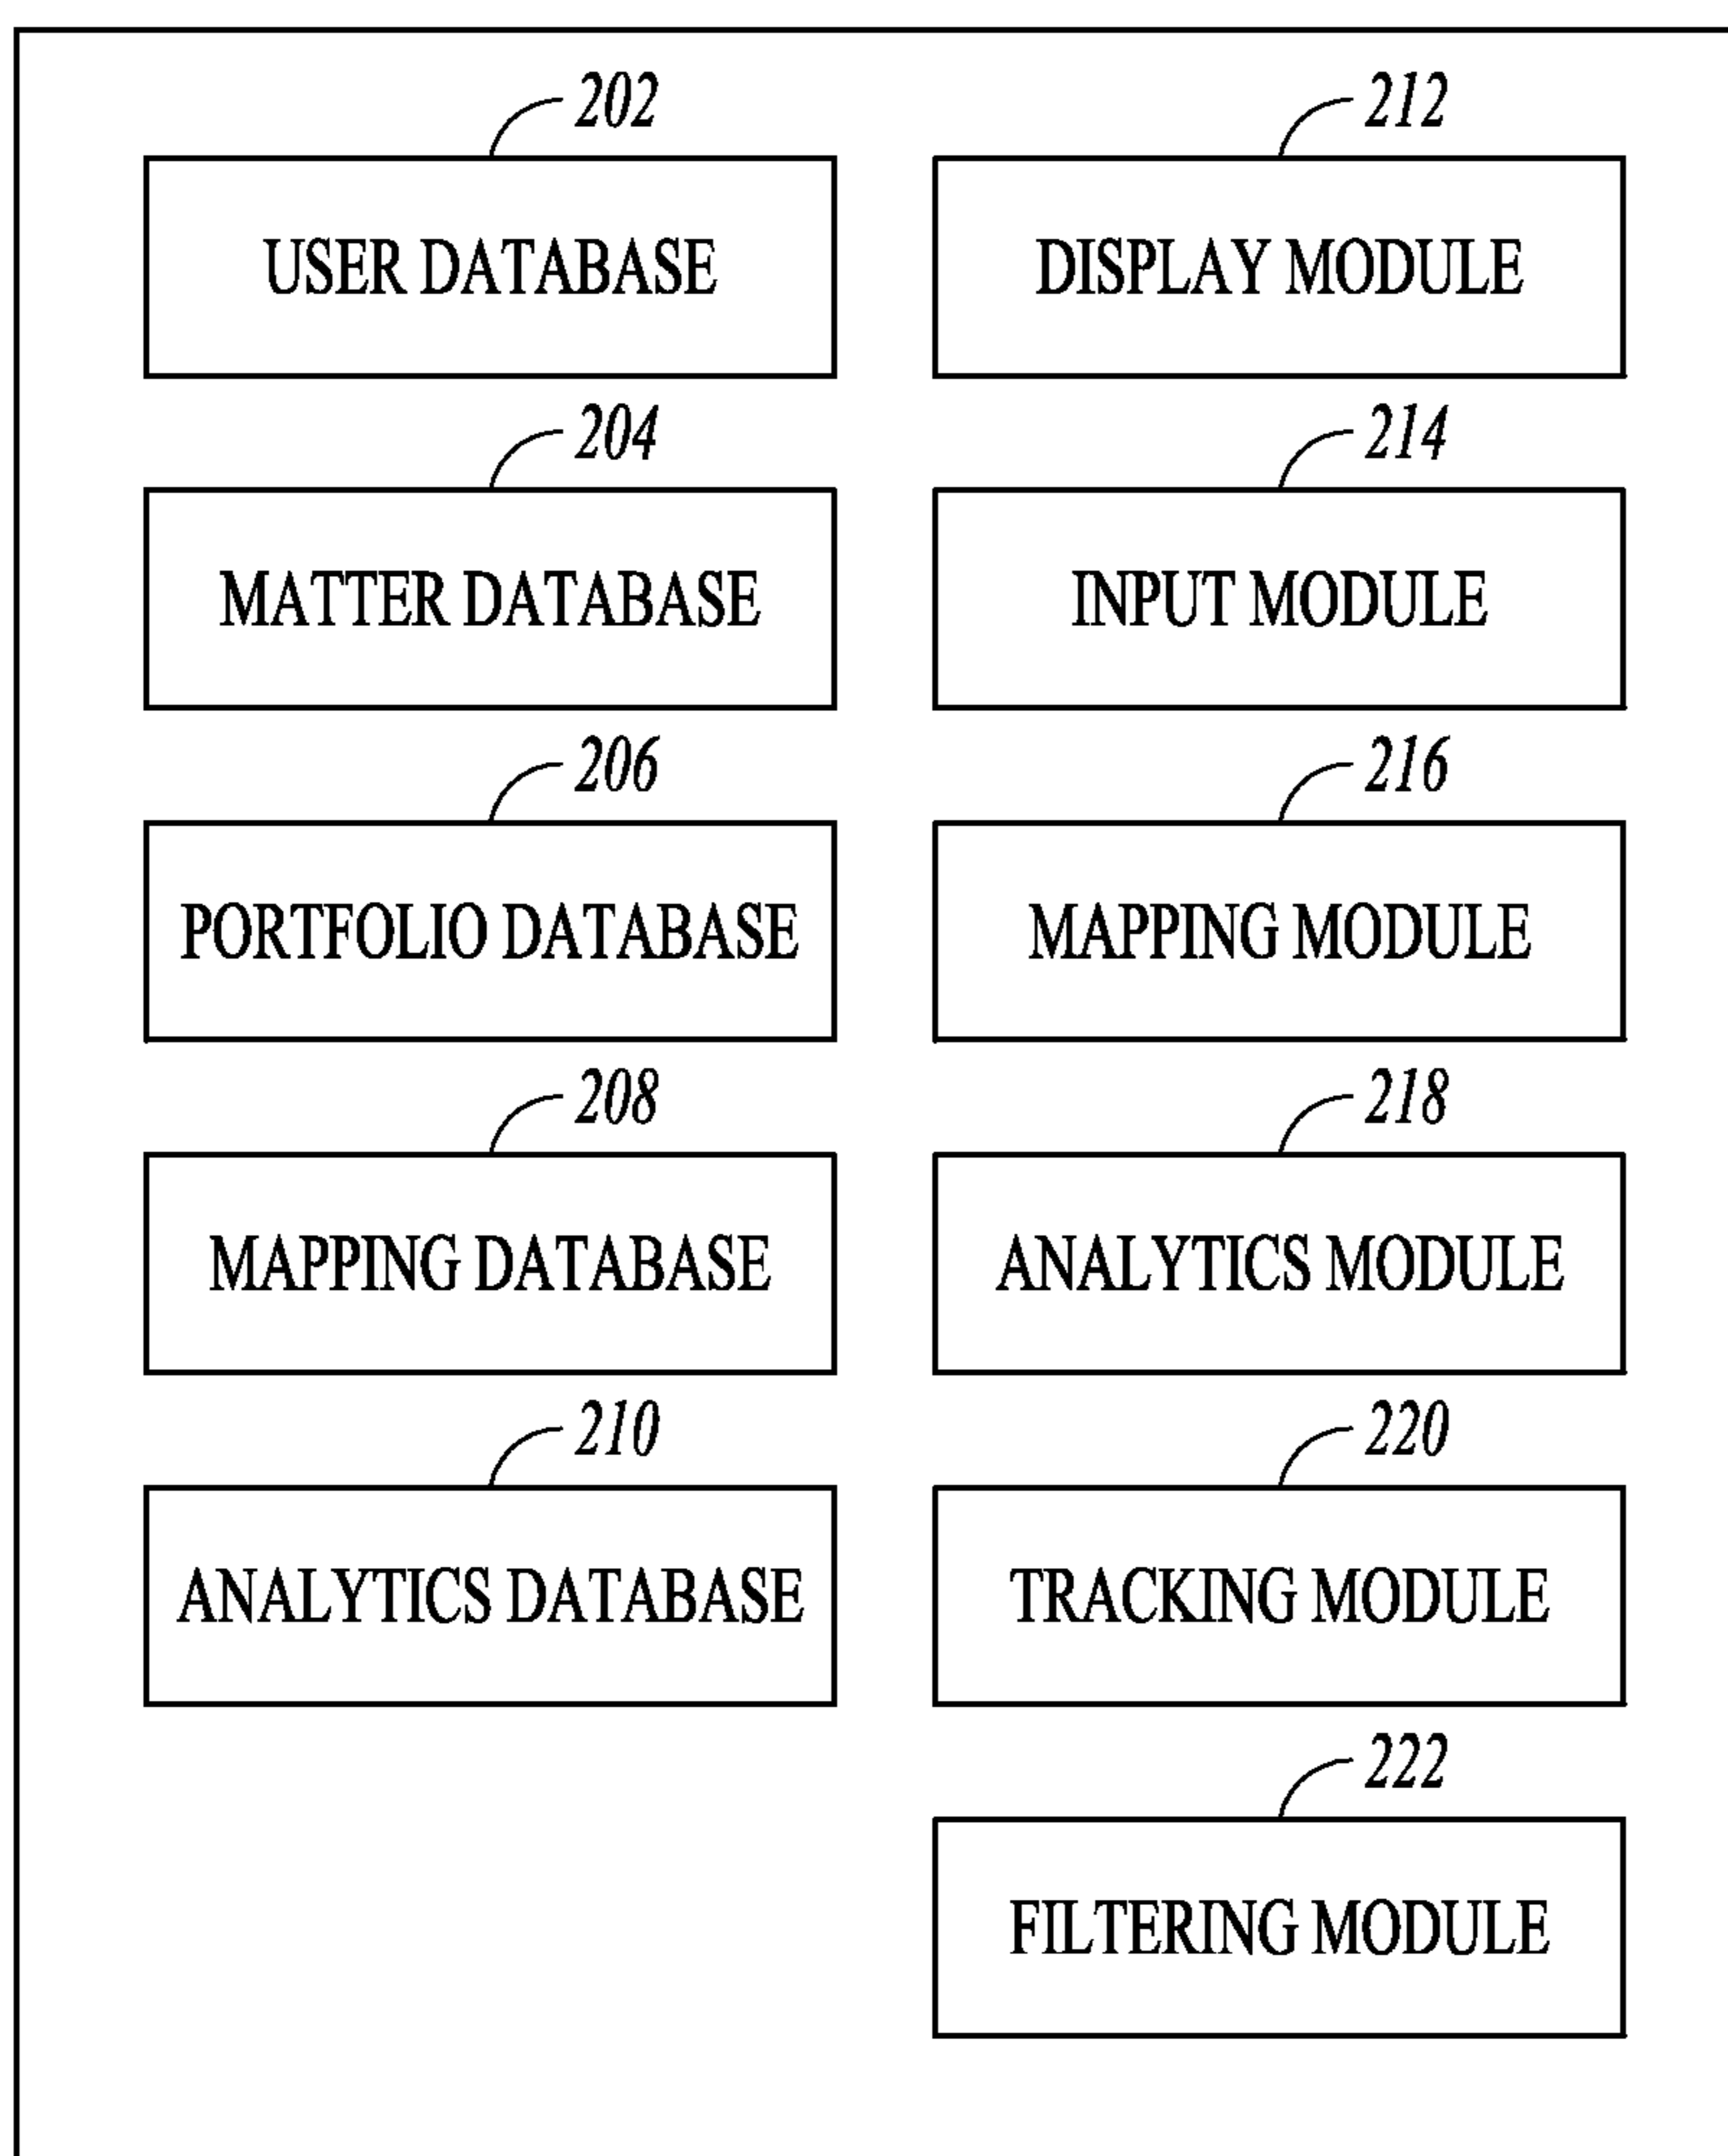 202
USER DATABASE
204
MATTER DATABASE
206
PORTFOLIO DATABASE
208
MAPPING DATABASE
210
ANALYTICS DATABASE
212
DISPLAY MODULE
214
INPUT MODULE
216
MAPPING MODULE
218
ANALYTICS MODULE
220
TRACKING MODULE
222
FILTERING MODULE